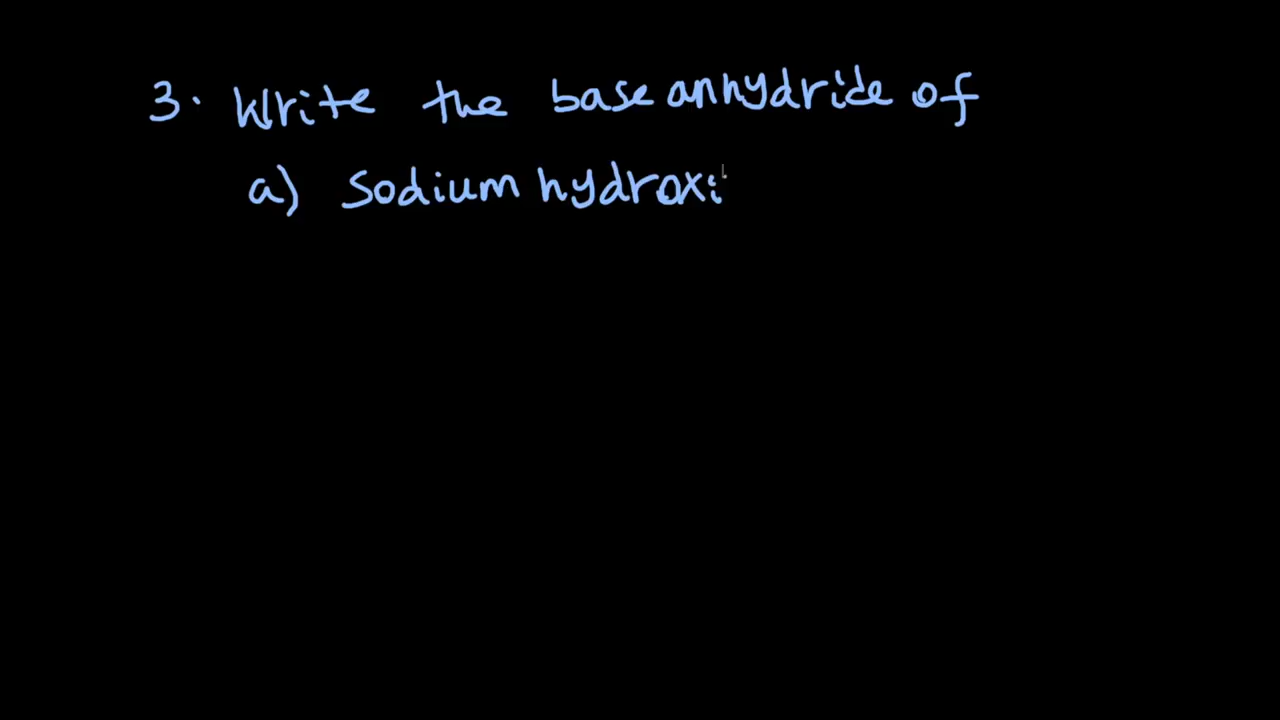 3. Write the base anhydride of
a) Sodium hydroxi